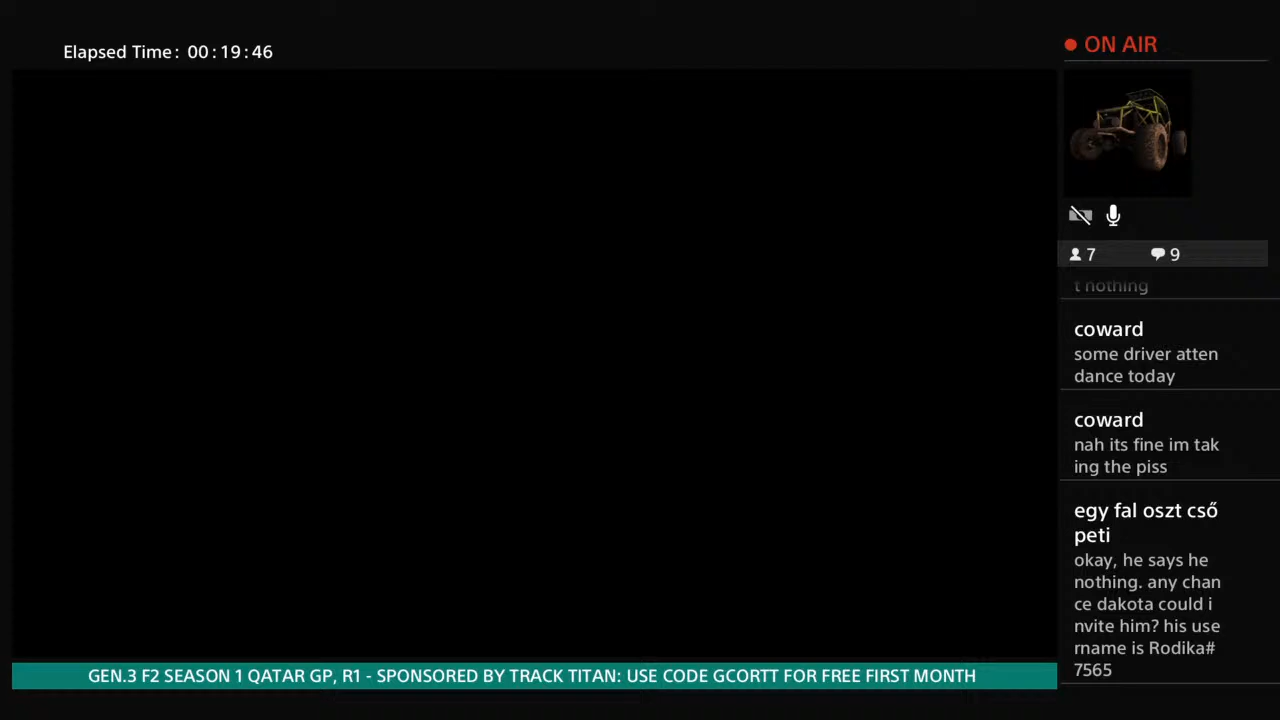 Elapsed Time: 00:19:46
ON AIR
7 9
t nothing
coward
some driver atten
dance today
coward
nah its fine im tak
ing the piss
egy fal oszt cső
peti
okay, he says he
nothing. any chan
ce dakota could i
nvite him? his use
rname is Rodika#
7565
GEN.3 F2 SEASON 1 QATAR GP, R1 - SPONSORED BY TRACK TITAN: USE CODE GCORTT FOR FREE FIRST MONTH